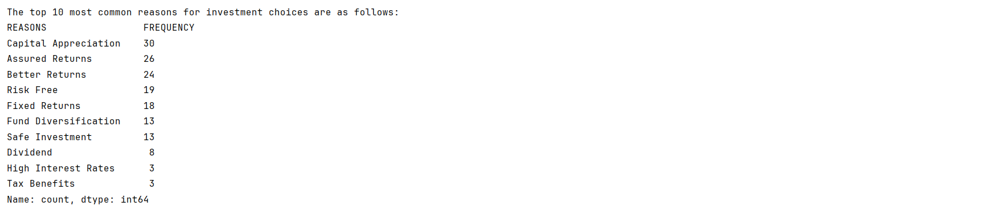 The top 10 most common reasons for investment choices are as follows:
REASONS                 FREQUENCY
Capital Appreciation    30
Assured Returns         26
Better Returns          24
Risk Free               19
Fixed Returns           18
Fund Diversification    13
Safe Investment         13
Dividend                 8
High Interest Rates      3
Tax Benefits             3
Name: count, dtype: int64